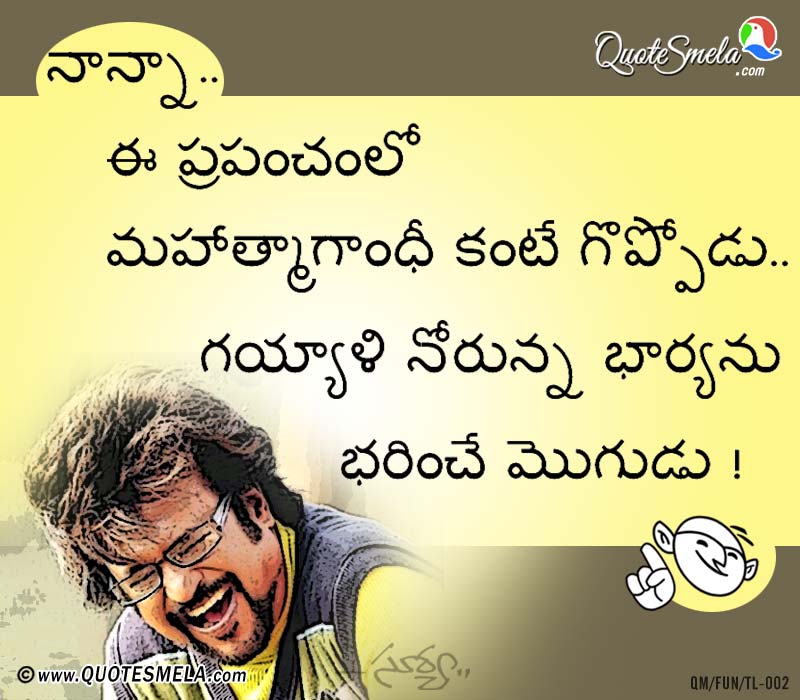 నాన్నా..
QuoteSmela
.com
ఈ ప్రపంచంలో
మహాత్మాగాంధీ కంటే గొప్పోడు..
గయ్యాళి నోరున్న భార్యను
భరించే మొగుడు !
సూర్య..
© www.QUOTESMELA.com
QM/FUN/TL-002